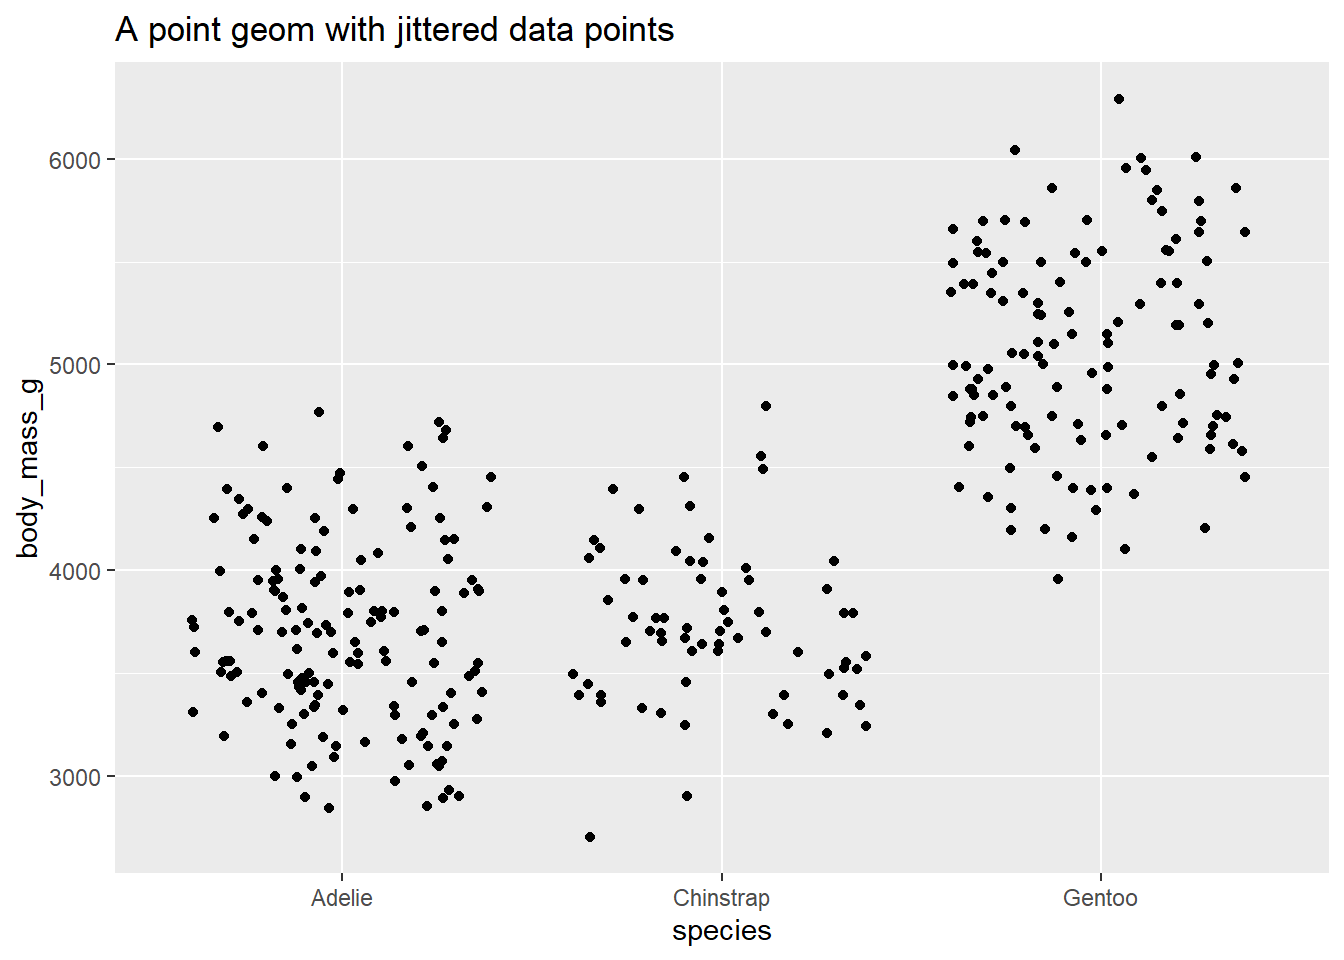 A point geom with jittered data points
6000
5000
4000
3000
body_mass_g
Adelie
Chinstrap
Gentoo
species